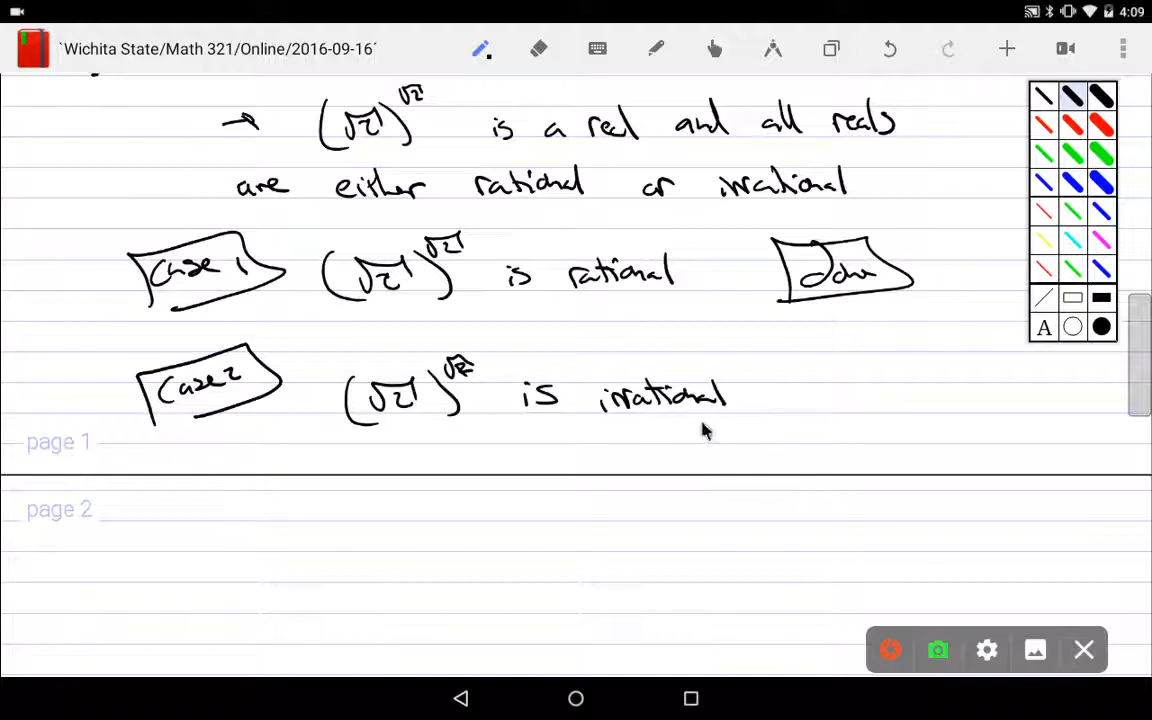 4:09
`Wichita State/Math 321/Online/2016-09-16`
→ (√2)^√2 is a real and all reals
are either rational or irrational
Case 1 (√2)^√2 is rational Done
Case 2 (√2)^√2 is irrational
page 1
page 2
A